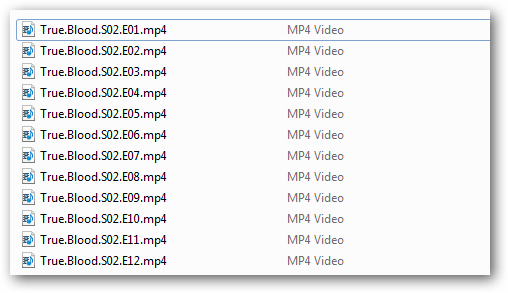 True.Blood.S02.E01.mp4 MP4 Video
True.Blood.S02.E02.mp4 MP4 Video
True.Blood.S02.E03.mp4 MP4 Video
True.Blood.S02.E04.mp4 MP4 Video
True.Blood.S02.E05.mp4 MP4 Video
True.Blood.S02.E06.mp4 MP4 Video
True.Blood.S02.E07.mp4 MP4 Video
True.Blood.S02.E08.mp4 MP4 Video
True.Blood.S02.E09.mp4 MP4 Video
True.Blood.S02.E10.mp4 MP4 Video
True.Blood.S02.E11.mp4 MP4 Video
True.Blood.S02.E12.mp4 MP4 Video